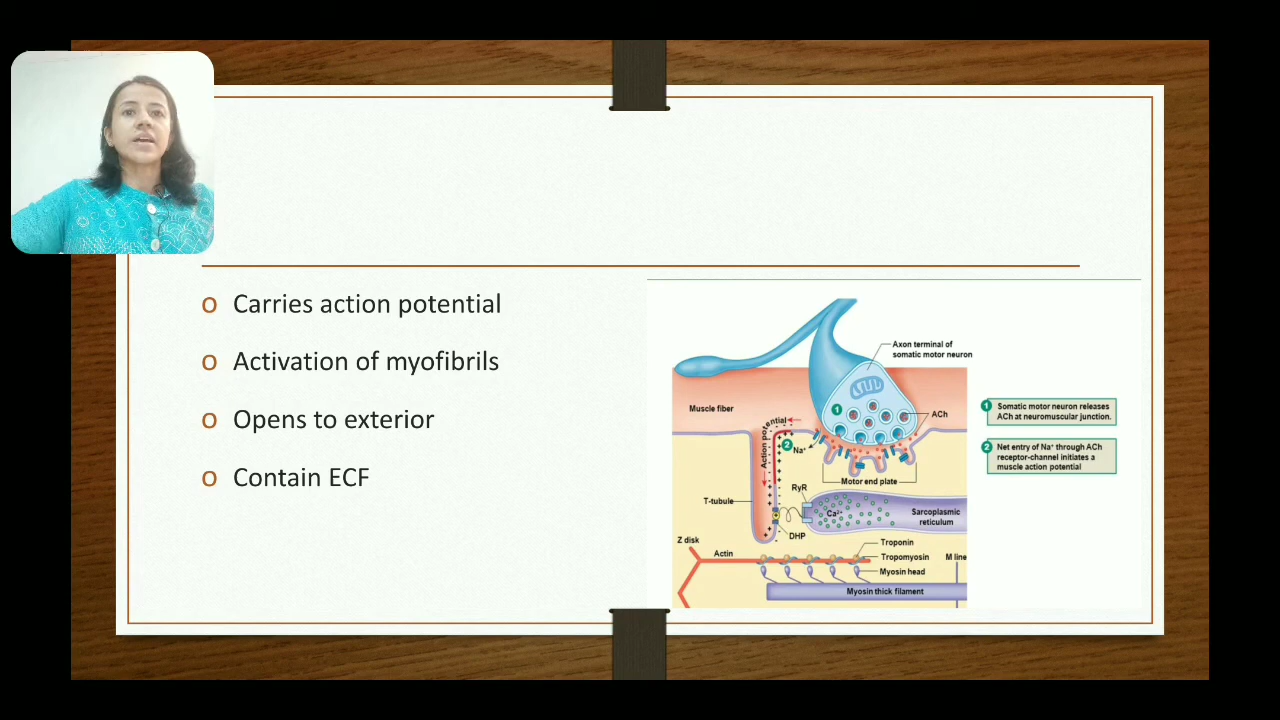 Carries action potential
Activation of myofibrils
Opens to exterior
Contain ECF
Axon terminal of
somatic motor neuron
Muscle fiber
1
ACh
Action potential
2
Na+
Motor end plate
RyR
T-tubule
Ca2+
Sarcoplasmic
reticulum
DHP
Z disk
Actin
Troponin
Tropomyosin
M line
Myosin head
Myosin thick filament
1 Somatic motor neuron releases
ACh at neuromuscular junction.
2 Net entry of Na+ through ACh
receptor-channel initiates a
muscle action potential